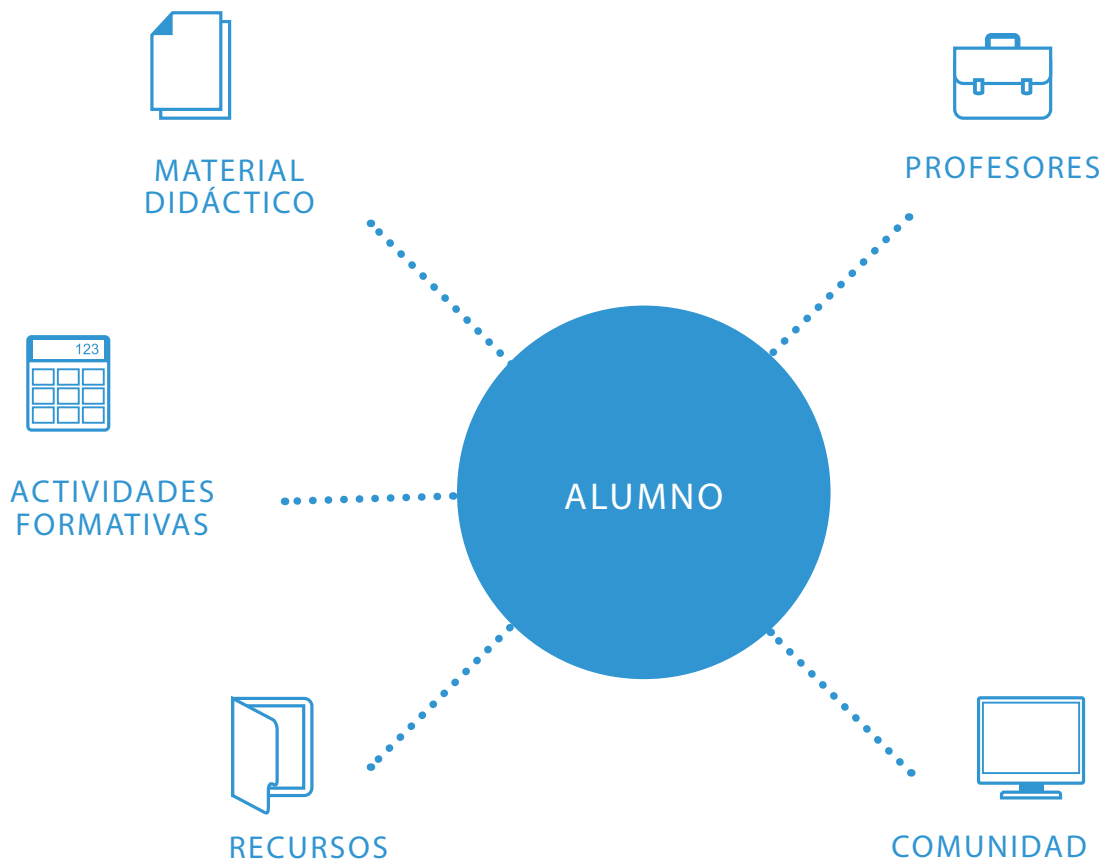 MATERIAL
DIDÁCTICO
PROFESORES
123
ACTIVIDADES
FORMATIVAS
ALUMNO
RECURSOS
COMUNIDAD